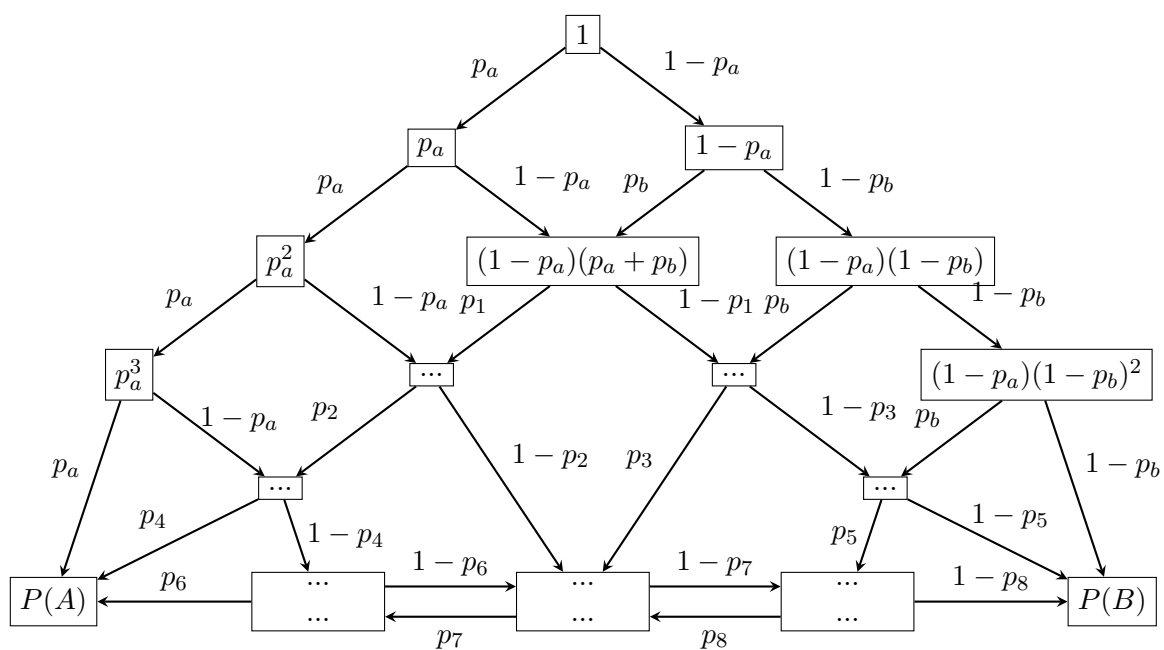 1
p_a 1 − p_a
p_a 1 − p_a
p_a 1 − p_a p_b 1 − p_b
p_a^2 (1 − p_a)(p_a + p_b) (1 − p_a)(1 − p_b)
p_a 1 − p_a p_1 1 − p_1 p_b 1 − p_b
p_a^3 ... ... (1 − p_a)(1 − p_b)^2
1 − p_a p_2 1 − p_3 p_b
p_a 1 − p_2 p_3 1 − p_b
... ...
p_4 1 − p_4 p_5 1 − p_5
... ... ...
p_6 1 − p_6 1 − p_7 1 − p_8
P(A) P(B)
... ... ...
p_7 p_8